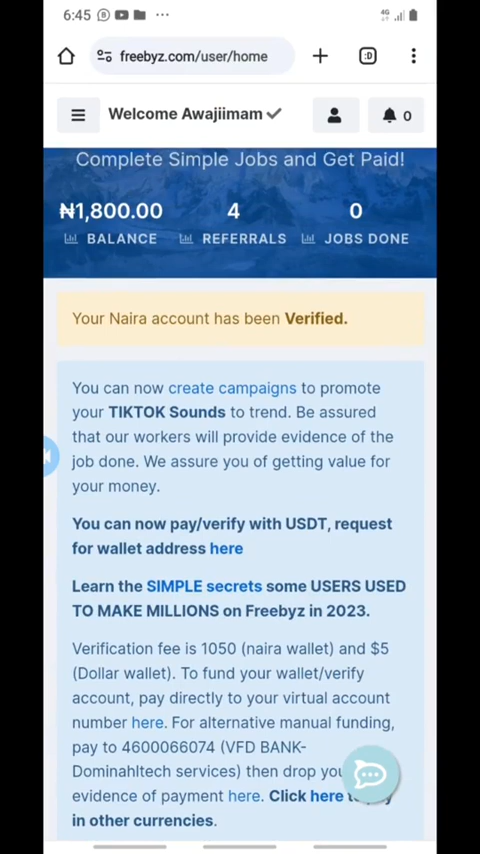 6:45
4G
freebyz.com/user/home
:D
Welcome Awajiimam
0
Complete Simple Jobs and Get Paid!
₦1,800.00 4 0
BALANCE REFERRALS JOBS DONE
Your Naira account has been Verified.
You can now create campaigns to promote
your TIKTOK Sounds to trend. Be assured
that our workers will provide evidence of the
job done. We assure you of getting value for
your money.
You can now pay/verify with USDT, request
for wallet address here
Learn the SIMPLE secrets some USERS USED
TO MAKE MILLIONS on Freebyz in 2023.
Verification fee is 1050 (naira wallet) and $5
(Dollar wallet). To fund your wallet/verify
account, pay directly to your virtual account
number here. For alternative manual funding,
pay to 4600066074 (VFD BANK-
Dominahltech services) then drop
evidence of payment here. Click here
in other currencies.